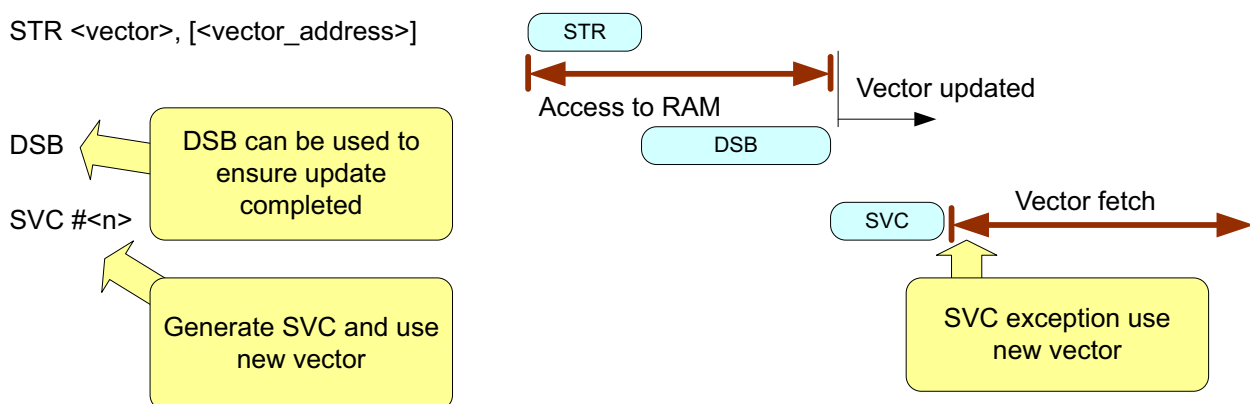 STR <vector>, [<vector_address>]
STR
Access to RAM
Vector updated
DSB
DSB can be used to
ensure update
completed
DSB
SVC #<n>
SVC
Vector fetch
Generate SVC and use
new vector
SVC exception use
new vector